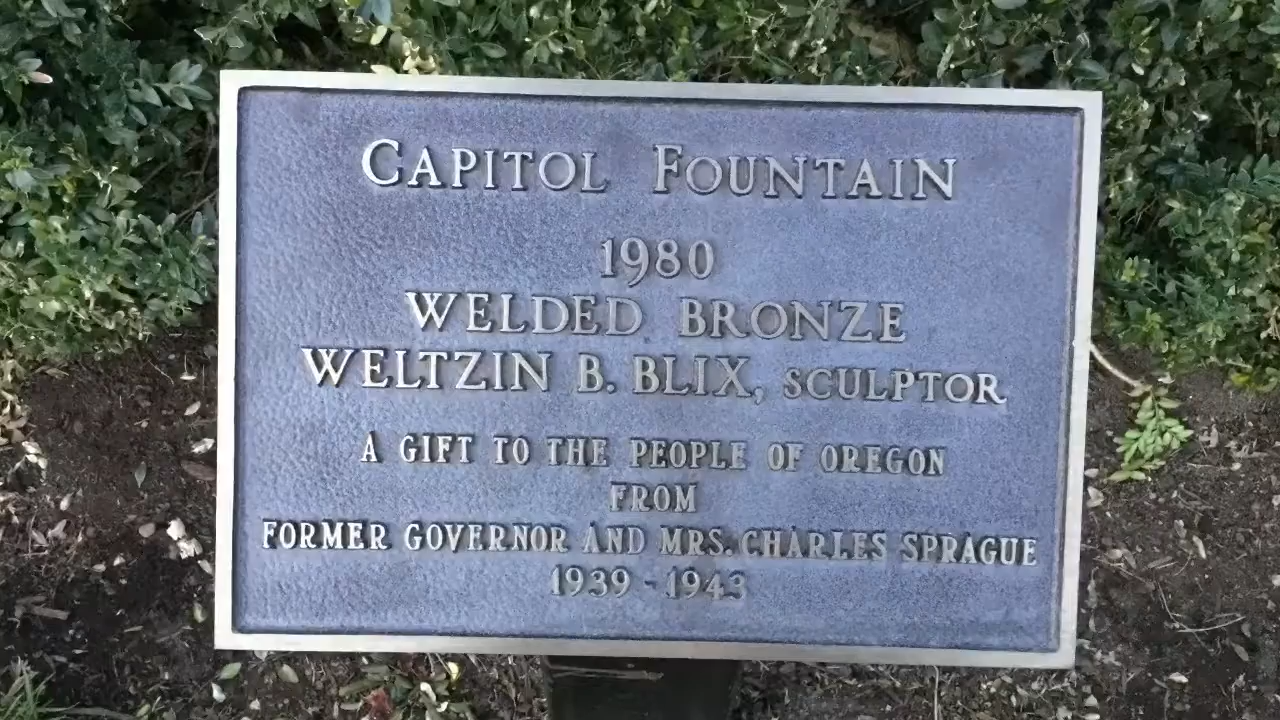 CAPITOL FOUNTAIN
1980
WELDED BRONZE
WELTZIN B. BLIX, SCULPTOR
A GIFT TO THE PEOPLE OF OREGON
FROM
FORMER GOVERNOR AND MRS. CHARLES SPRAGUE
1939 - 1943